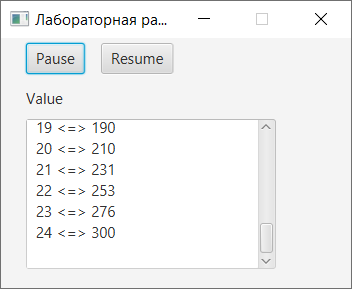 Лабораторная ра...
Pause Resume
Value
19 <=> 190
20 <=> 210
21 <=> 231
22 <=> 253
23 <=> 276
24 <=> 300